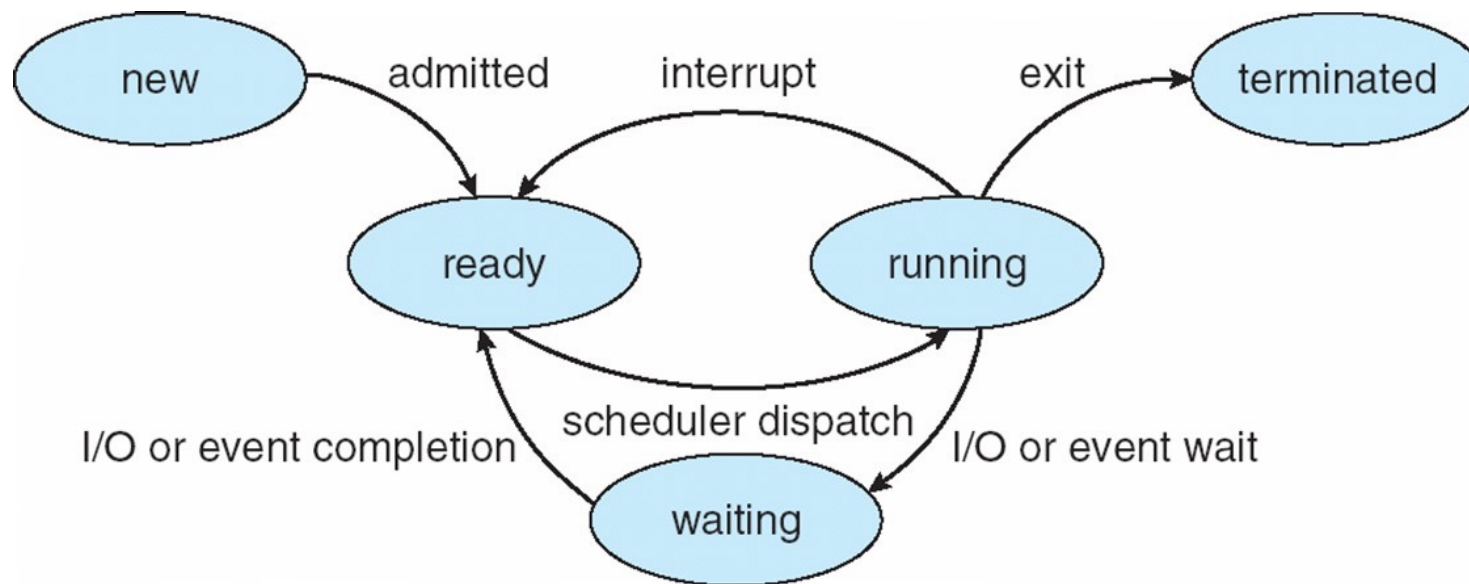 new
admitted
interrupt
exit
terminated
ready
running
scheduler dispatch
I/O or event completion
I/O or event wait
waiting